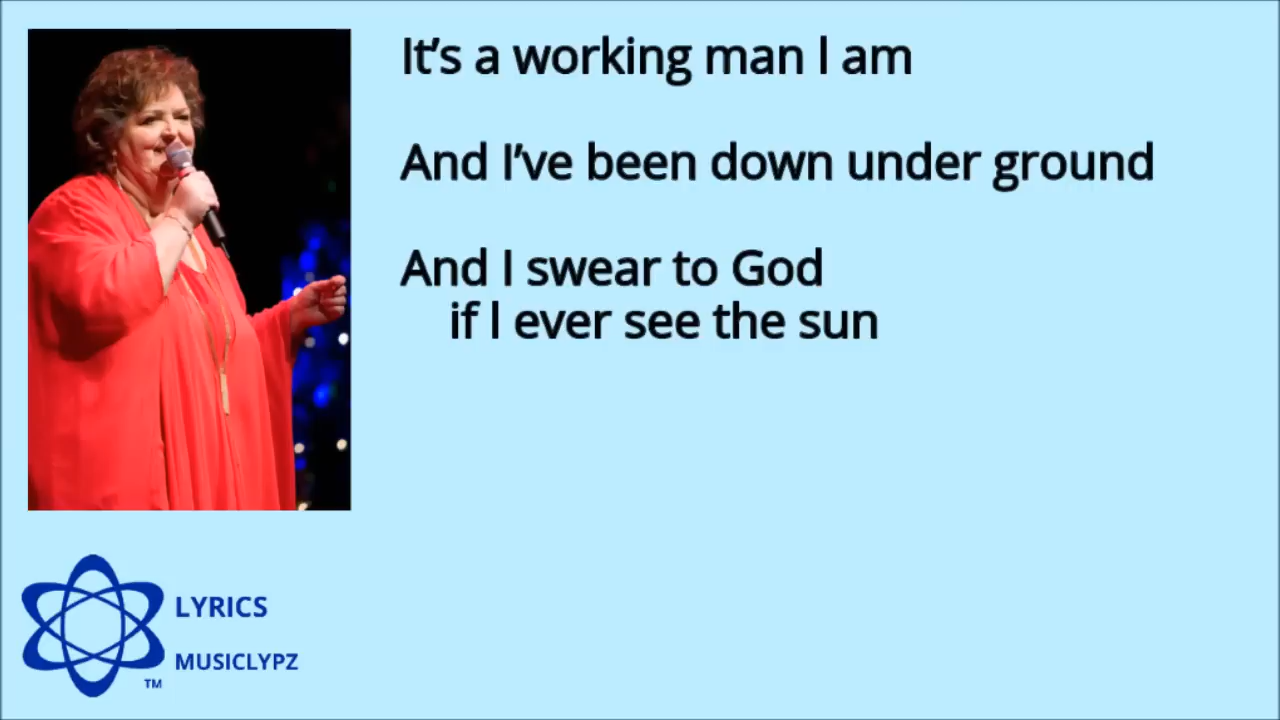 It’s a working man I am
And I’ve been down under ground
And I swear to God
if I ever see the sun
LYRICS
MUSICLYPZ
TM